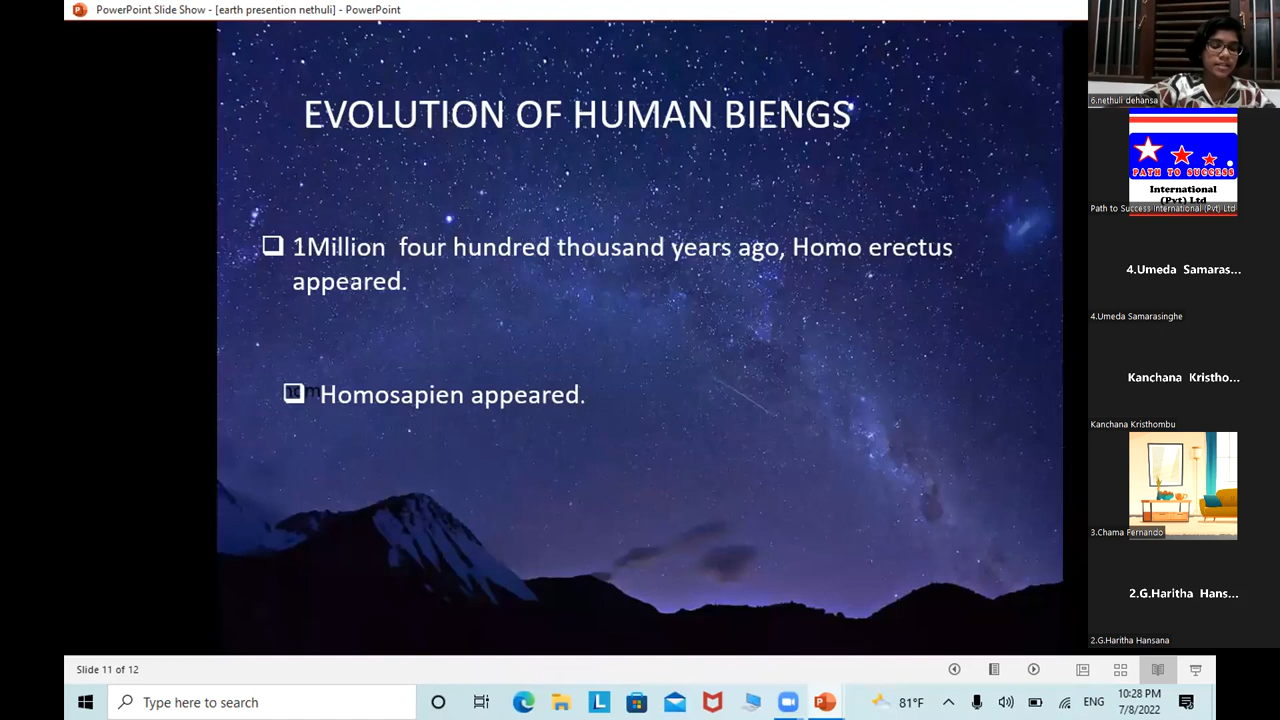 PowerPoint Slide Show - [earth presention nethuli] - PowerPoint
EVOLUTION OF HUMAN BIENGS
1Million four hundred thousand years ago, Homo erectus
appeared.
Homosapien appeared.
6.nethuli dehansa
PATH TO SUCCESS
International
(Pvt) Ltd
Path to Success International (Pvt) Ltd
4.Umeda Samaras...
4.Umeda Samarasinghe
Kanchana Kristho...
Kanchana Kristhombu
3.Chama Fernando
2.G.Haritha Hans...
2.G.Haritha Hansana
Slide 11 of 12
Type here to search
L
81°F
ENG
10:28 PM
7/8/2022